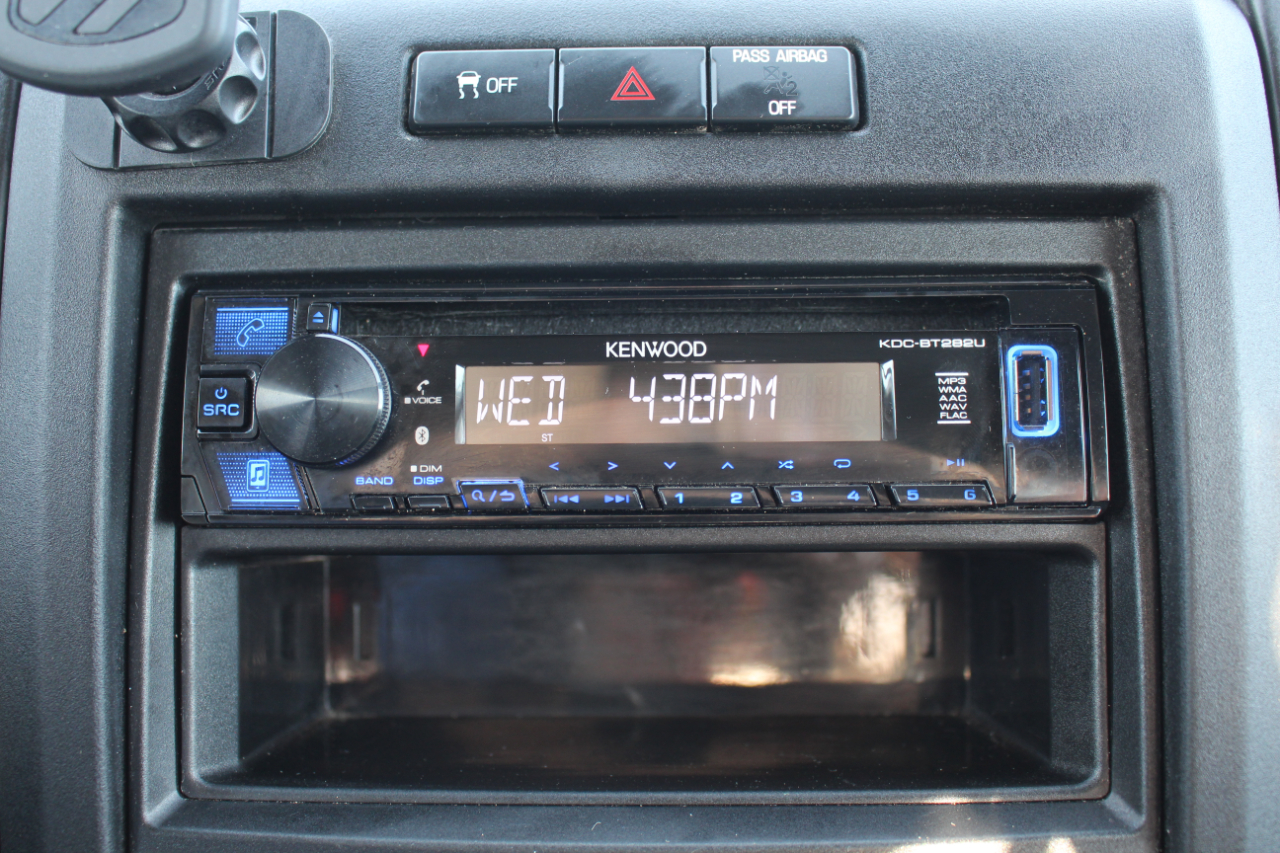 OFF
PASS AIRBAG
2
OFF
KENWOOD
KDC-BT282U
SRC
VOICE
WED 438PM
ST
MP3
WMA
AAC
WAV
FLAC
DIM
BAND DISP
1 2 3 4 5 6